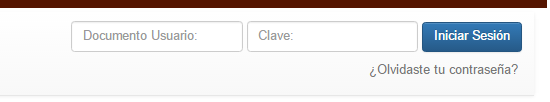 Documento Usuario: Clave: Iniciar Sesión
¿Olvidaste tu contraseña?